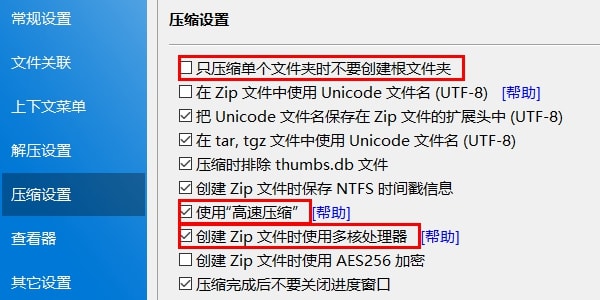 常规设置
文件关联
上下文菜单
解压设置
压缩设置
查看器
其它设置
压缩设置
只压缩单个文件夹时不要创建根文件夹
在 Zip 文件中使用 Unicode 文件名 (UTF-8) [帮助]
把 Unicode 文件名保存在 Zip 文件的扩展头中 (UTF-8)
在 tar, tgz 文件中使用 Unicode 文件名 (UTF-8)
压缩时排除 thumbs.db 文件
创建 Zip 文件时保存 NTFS 时间戳信息
使用“高速压缩” [帮助]
创建 Zip 文件时使用多核处理器 [帮助]
创建 Zip 文件时使用 AES256 加密
压缩完成后不要关闭进度窗口